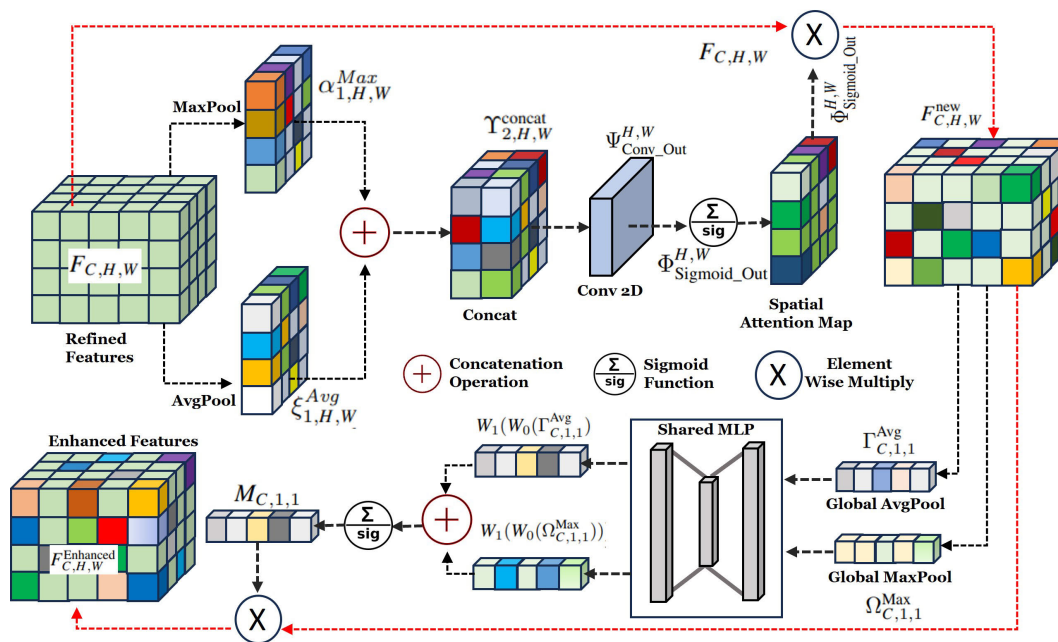 MaxPool
α^{Max}_{1,H,W}
F_{C,H,W}
Refined
Features
AvgPool
ξ^{Avg}_{1,H,W}
+
Υ^{concat}_{2,H,W}
Concat
Ψ^{H,W}_{Conv_Out}
Conv 2D
Σ
sig
Φ^{H,W}_{Sigmoid_Out}
Spatial
Attention Map
Φ^{H,W}_{Sigmoid_Out}
F_{C,H,W}
X
F^{new}_{C,H,W}
+
Concatenation
Operation
Σ
sig
Sigmoid
Function
X
Element
Wise Multiply
Γ^{Avg}_{C,1,1}
Global AvgPool
Global MaxPool
Ω^{Max}_{C,1,1}
Shared MLP
W_1(W_0(Γ^{Avg}_{C,1,1})
W_1(W_0(Ω^{Max}_{C,1,1}))
+
Σ
sig
M_{C,1,1}
X
Enhanced Features
F^{Enhanced}_{C,H,W}